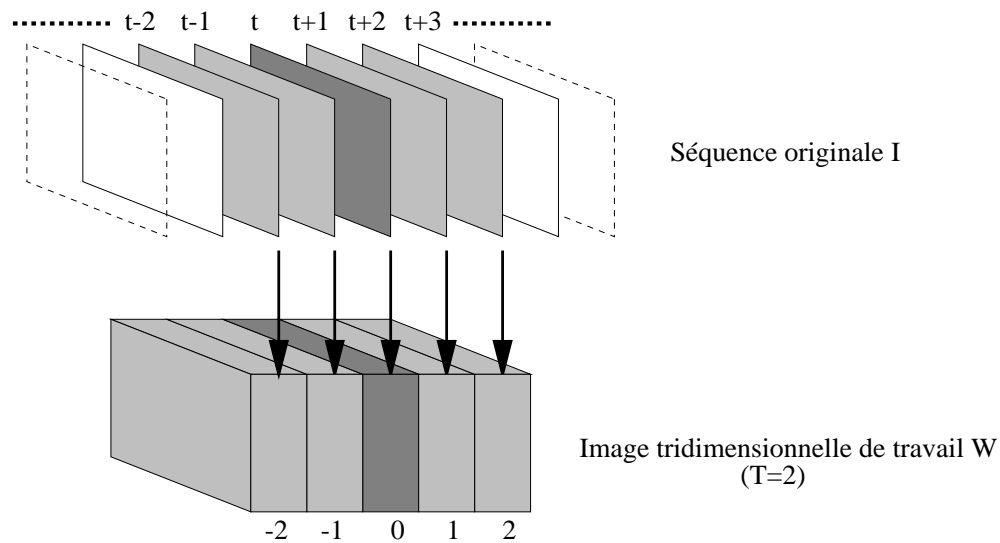 t-2 t-1 t t+1 t+2 t+3
Séquence originale I
Image tridimensionnelle de travail W
(T=2)
-2 -1 0 1 2